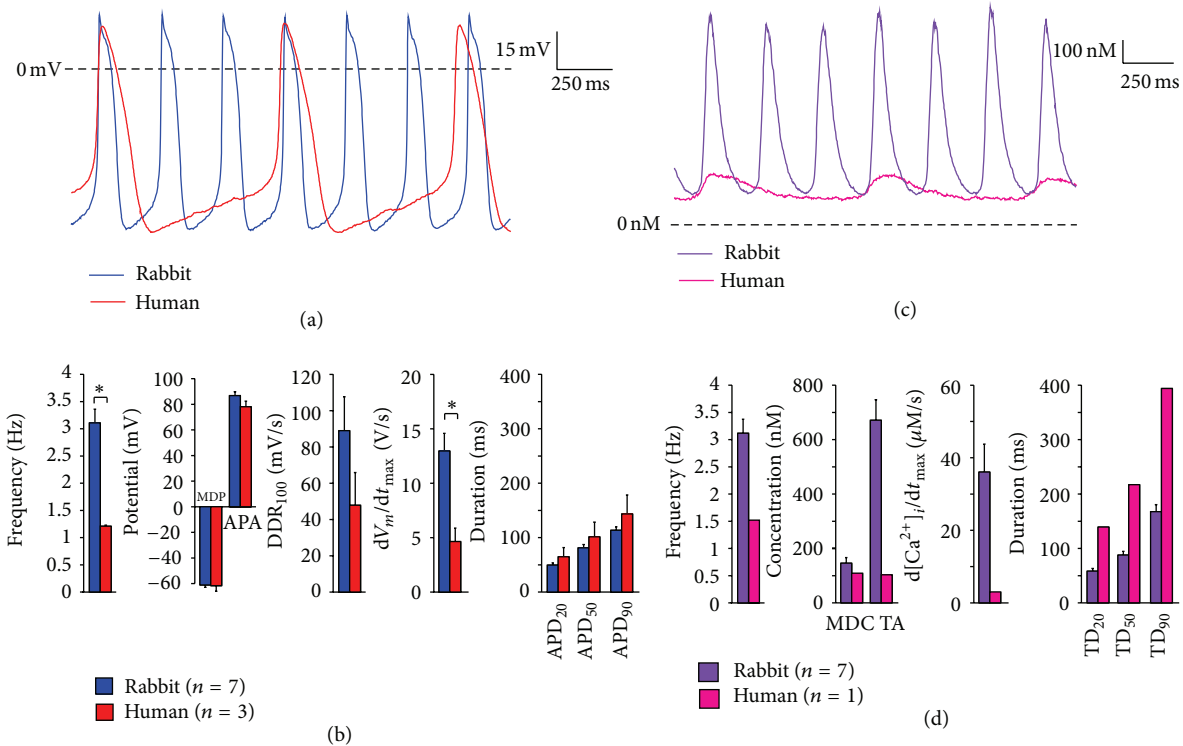 0 mV
15 mV
250 ms
Rabbit
Human
(a)
100 nM
250 ms
0 nM
Rabbit
Human
(c)
Frequency (Hz)
4
3.5
3
2.5
2
1.5
1
0.5
0
*
Potential (mV)
100
80
60
40
20
0
−20
−40
−60
MDP
APA
DDR₁₀₀ (mV/s)
120
100
80
60
40
20
0
dVₘ/dtₘₐₓ (V/s)
20
15
10
5
0
*
Duration (ms)
400
300
250
200
150
100
50
0
APD₂₀
APD₅₀
APD₉₀
Rabbit (n = 7)
Human (n = 3)
(b)
Frequency (Hz)
4
3.5
3
2.5
2
1.5
1
0.5
0
Concentration (nM)
800
600
400
200
0
MDC TA
d[Ca²⁺]ᵢ/dtₘₐₓ (μM/s)
60
40
20
0
Duration (ms)
400
300
200
100
0
TD₂₀
TD₅₀
TD₉₀
Rabbit (n = 7)
Human (n = 1)
(d)